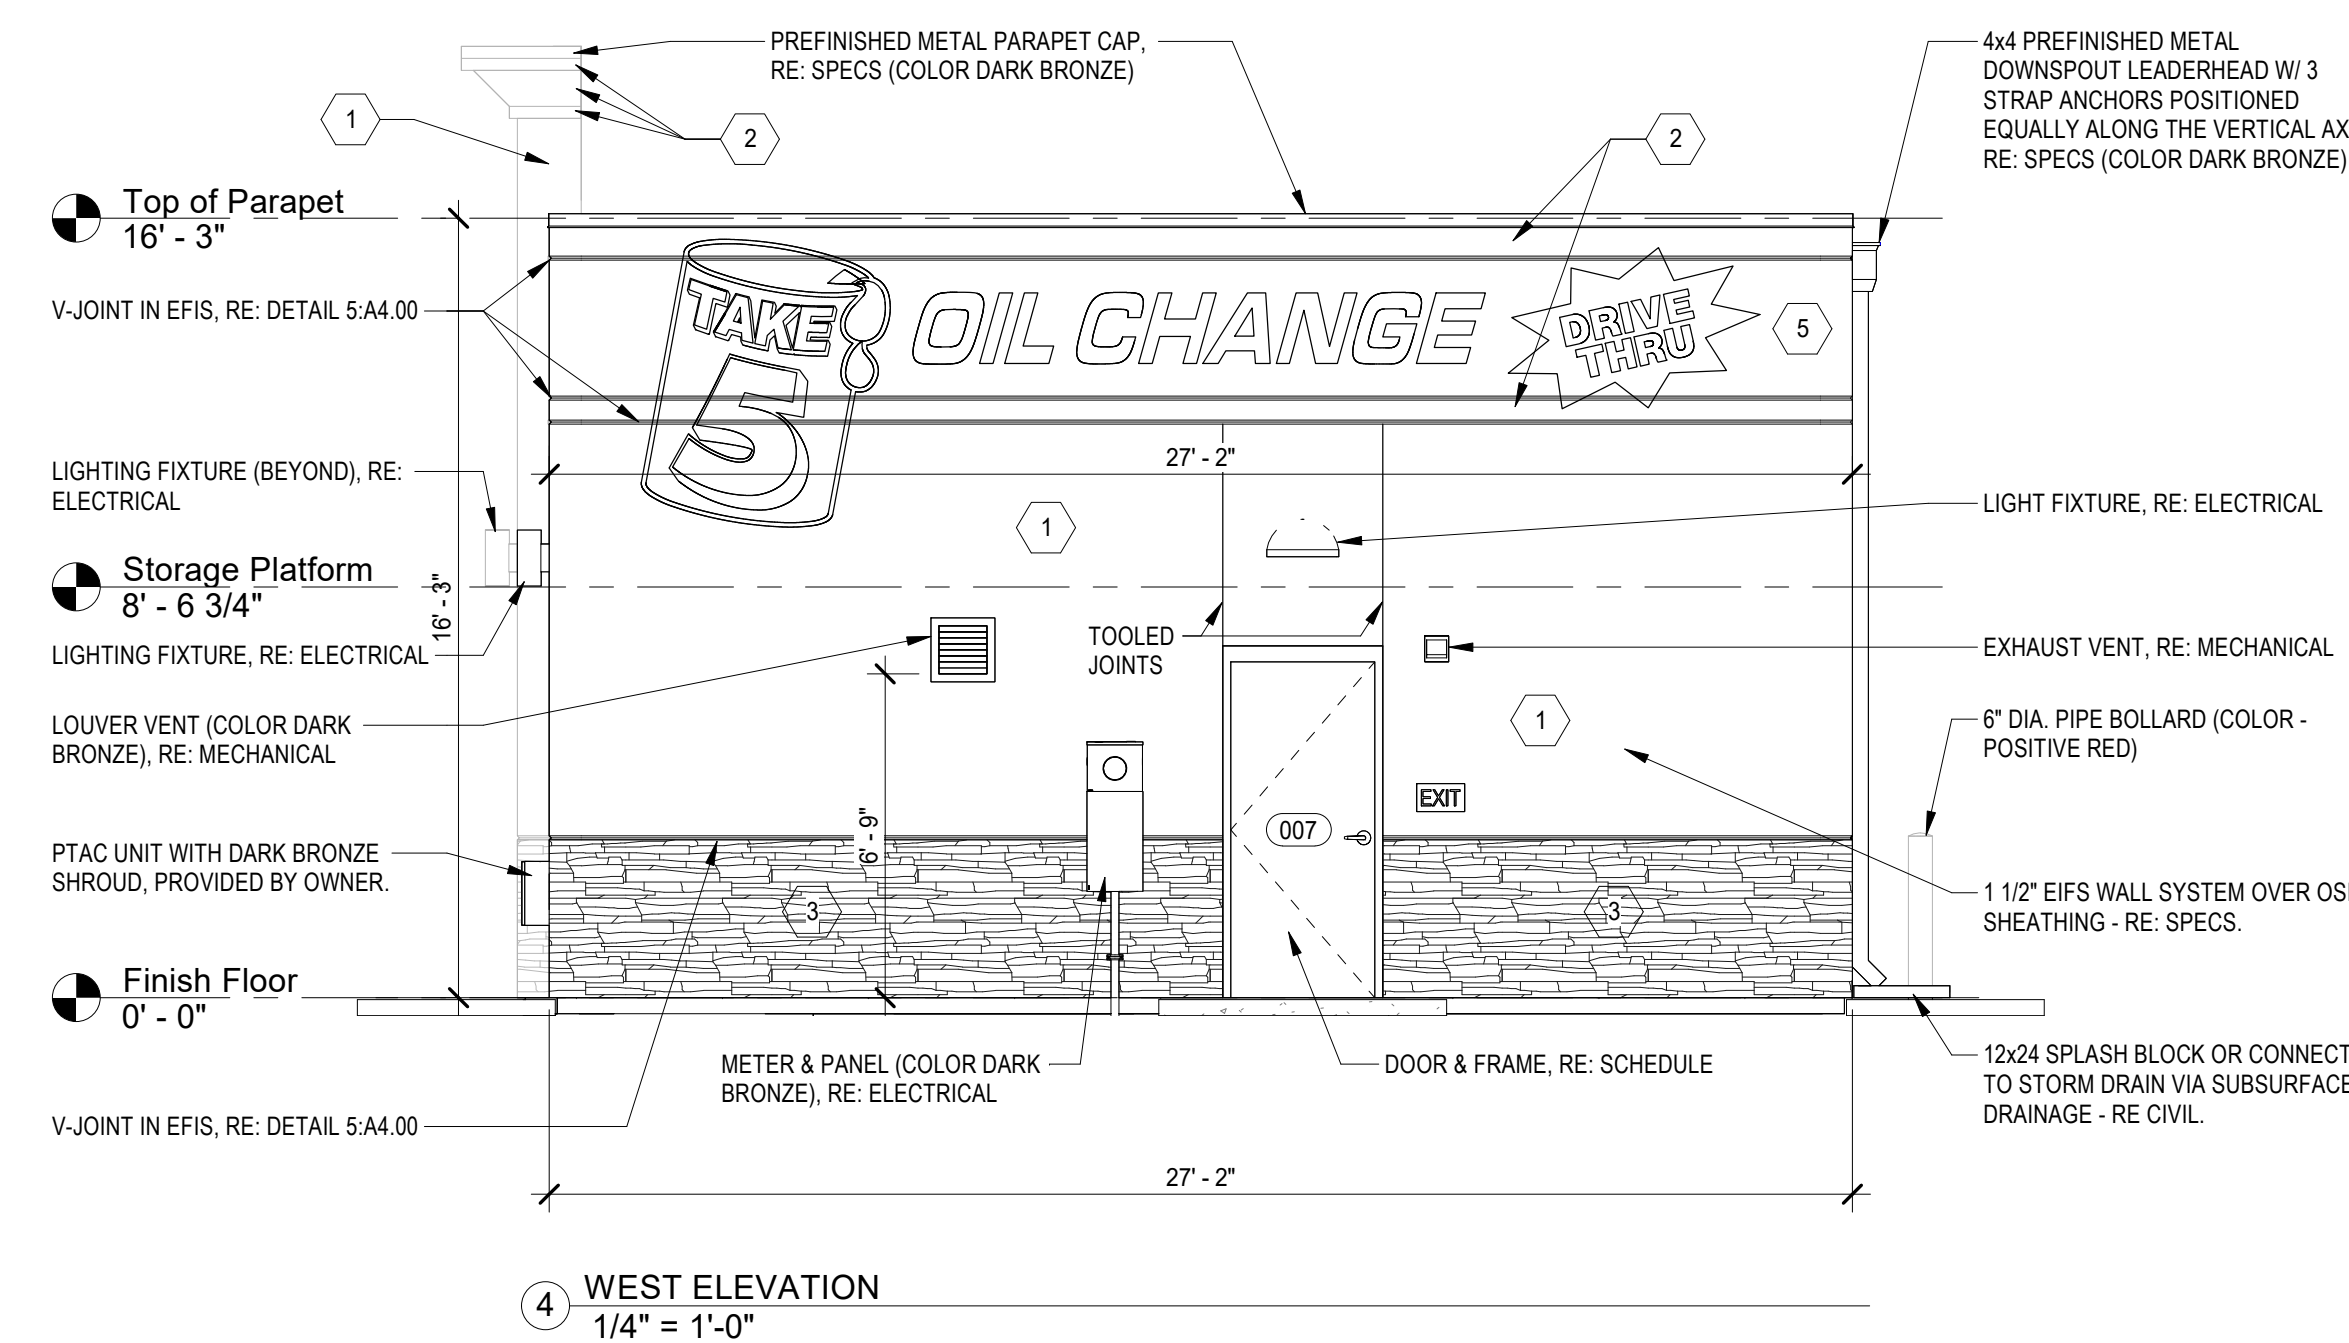 PREFINISHED METAL PARAPET CAP,
RE: SPECS (COLOR DARK BRONZE)
4x4 PREFINISHED METAL
DOWNSPOUT LEADERHEAD W/ 3
STRAP ANCHORS POSITIONED
EQUALLY ALONG THE VERTICAL AX
RE: SPECS (COLOR DARK BRONZE)
1
2
2
Top of Parapet
16' - 3"
V-JOINT IN EFIS, RE: DETAIL 5:A4.00
TAKE
5
OIL CHANGE
DRIVE
THRU
5
27' - 2"
LIGHTING FIXTURE (BEYOND), RE:
ELECTRICAL
1
LIGHT FIXTURE, RE: ELECTRICAL
Storage Platform
8' - 6 3/4"
16' - 3"
LIGHTING FIXTURE, RE: ELECTRICAL
TOOLED
JOINTS
EXHAUST VENT, RE: MECHANICAL
LOUVER VENT (COLOR DARK
BRONZE), RE: MECHANICAL
1
6" DIA. PIPE BOLLARD (COLOR -
POSITIVE RED)
EXIT
007
6' - 9"
PTAC UNIT WITH DARK BRONZE
SHROUD, PROVIDED BY OWNER.
3
3
1 1/2" EIFS WALL SYSTEM OVER OS
SHEATHING - RE: SPECS.
Finish Floor
0' - 0"
METER & PANEL (COLOR DARK
BRONZE), RE: ELECTRICAL
DOOR & FRAME, RE: SCHEDULE
12x24 SPLASH BLOCK OR CONNECT
TO STORM DRAIN VIA SUBSURFACE
DRAINAGE - RE CIVIL.
V-JOINT IN EFIS, RE: DETAIL 5:A4.00
27' - 2"
4
WEST ELEVATION
1/4" = 1'-0"